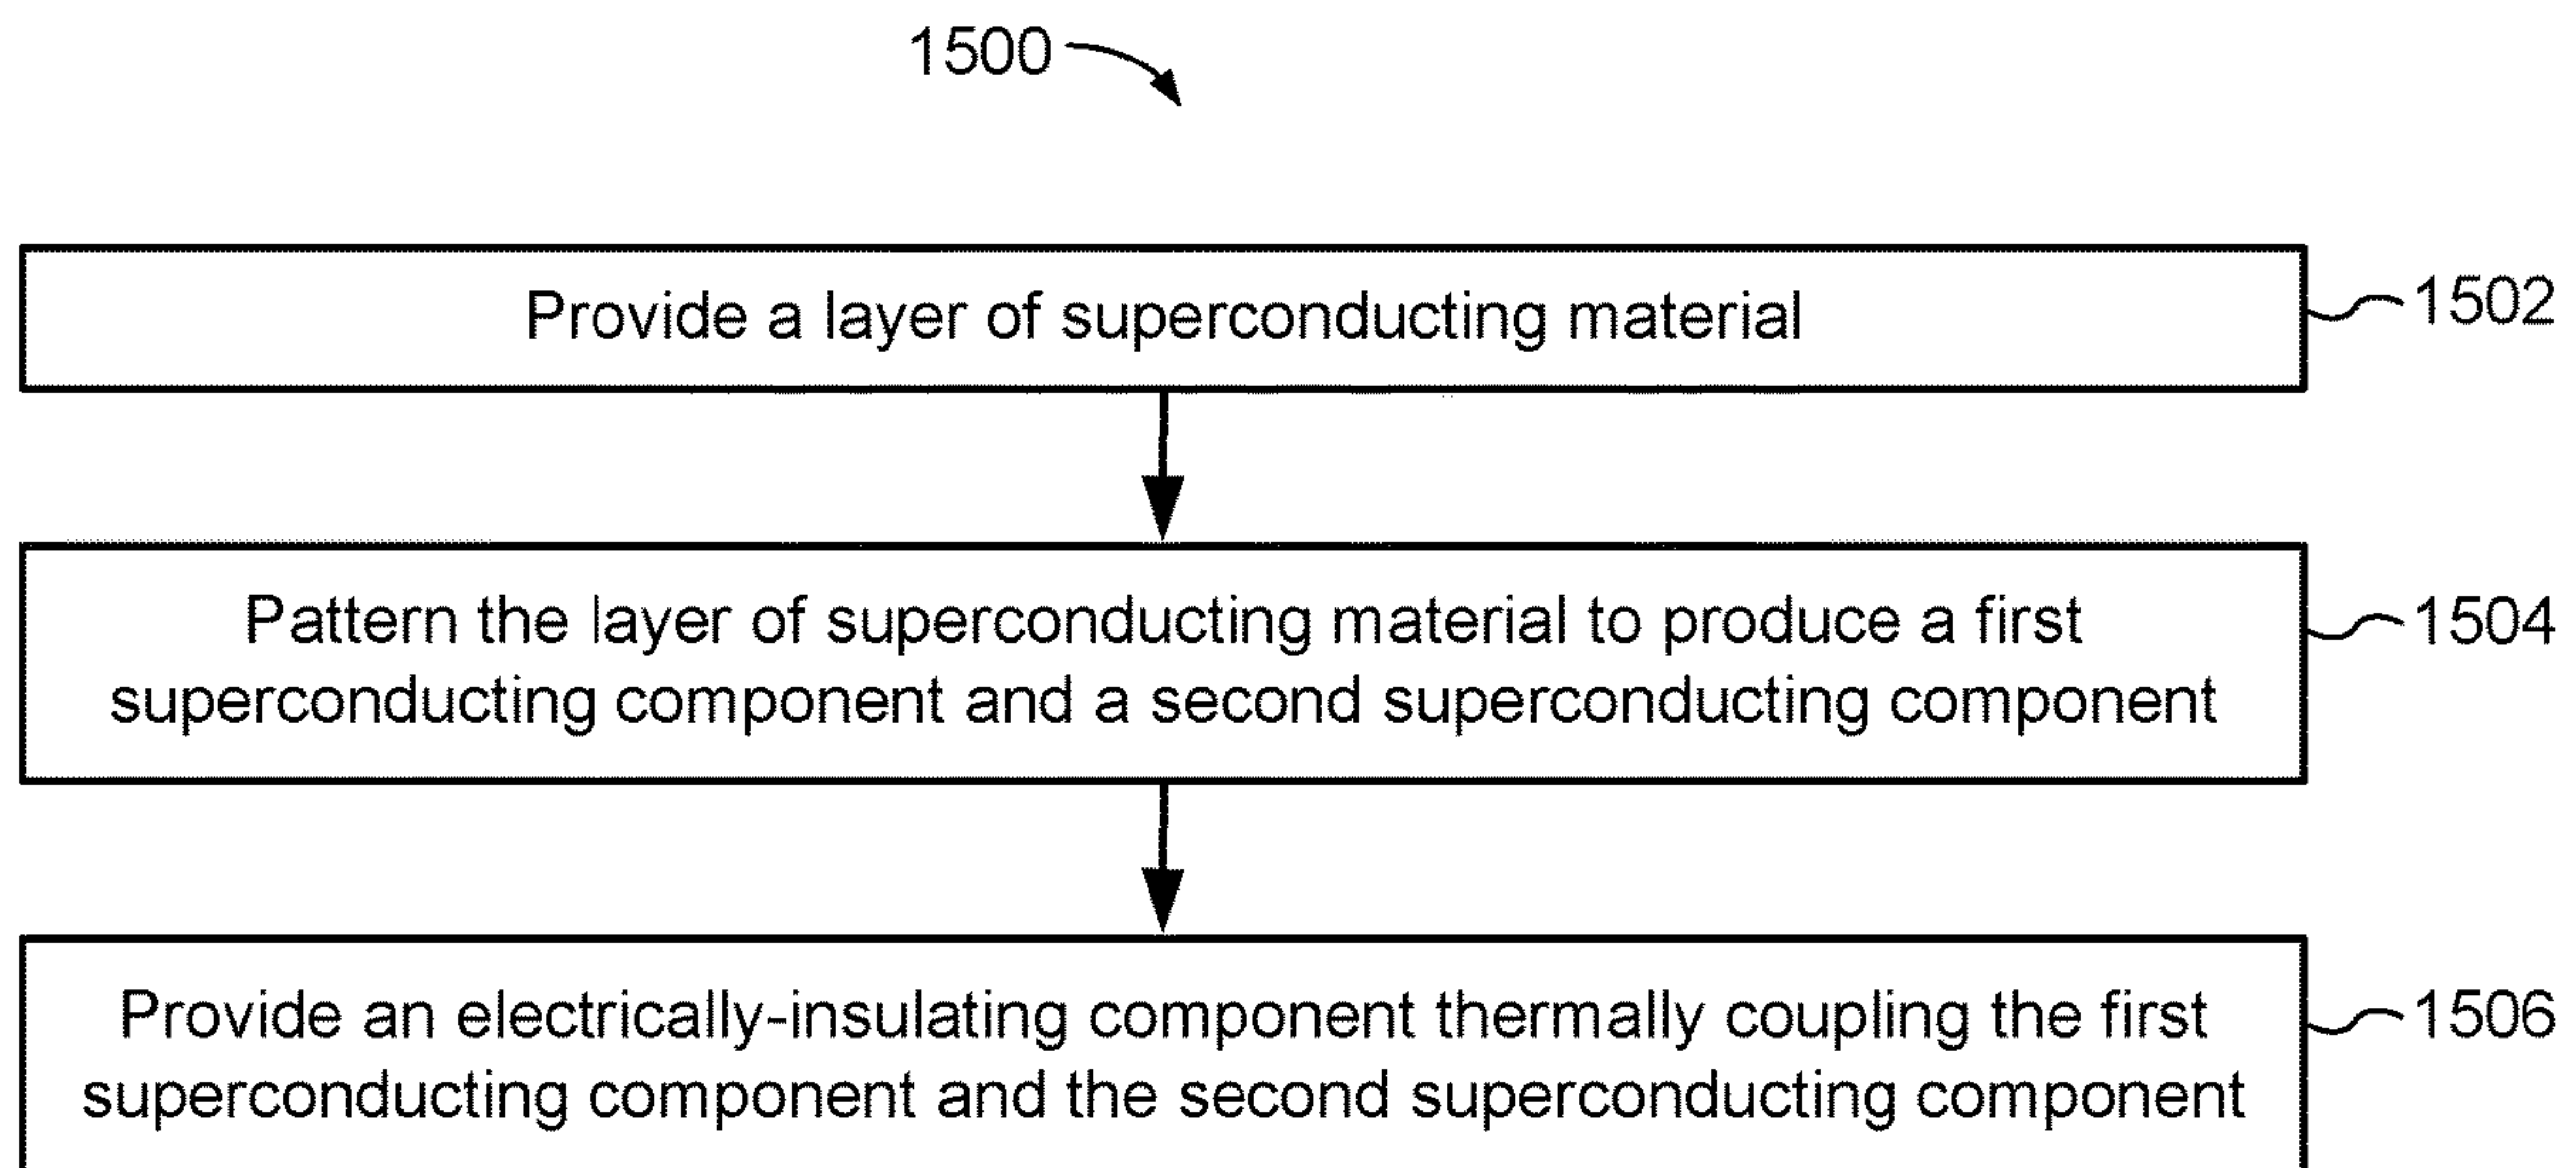 1500
Provide a layer of superconducting material
1502
Pattern the layer of superconducting material to produce a first
superconducting component and a second superconducting component
1504
Provide an electrically-insulating component thermally coupling the first
superconducting component and the second superconducting component
1506